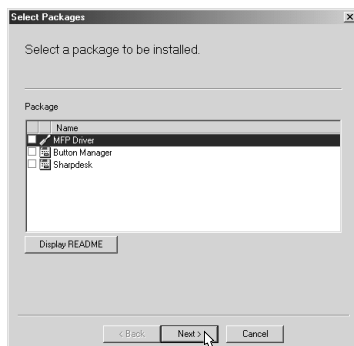 Select Packages
Select a package to be installed.
Package
Name
MFP Driver
Button Manager
Sharpdesk
Display README
< Back
Next >
Cancel